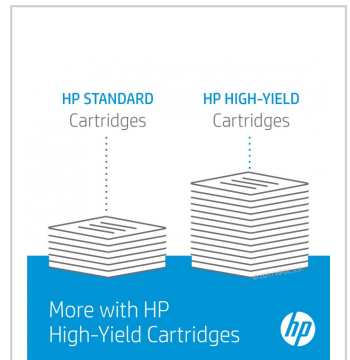 HP STANDARD
Cartridges
HP HIGH-YIELD
Cartridges
More with HP
High-Yield Cartridges
hp